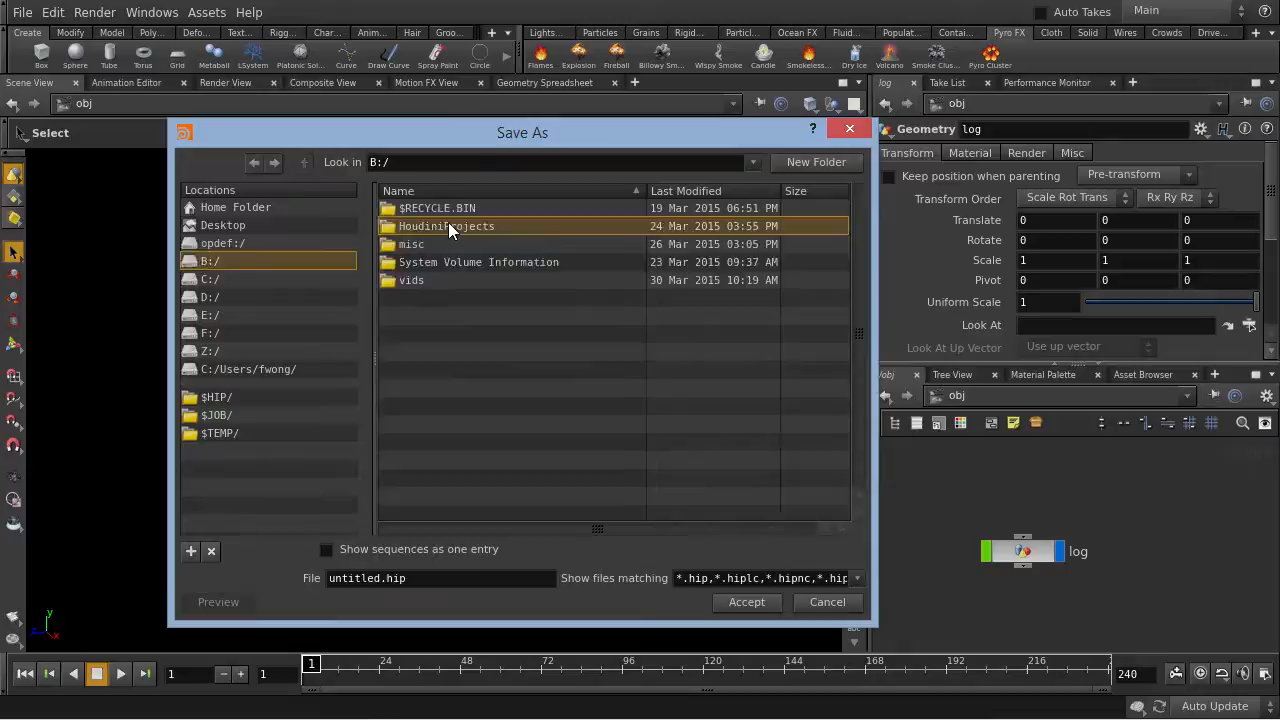 File Edit Render Windows Assets Help Auto Takes Main
Create Modify Model Poly... Defo... Text... Rigg... Char... Anim... Hair Groo... Lights... Particles Grains Rigid... Particl... Ocean FX Fluid... Populat... Contai... Pyro FX Cloth Solid Wires Crowds Drive...
Box Sphere Tube Torus Grid Metaball LSystem Platonic Sol... Curve Draw Curve Spray Paint Circle Flames Explosion Fireball Billowy Sm... Wispy Smoke Candle Smokeless... Dry Ice Volcano Smoke Clus... Pyro Cluster
Scene View Animation Editor Render View Composite View Motion FX View Geometry Spreadsheet log Take List Performance Monitor
obj obj
Select
Save As
?
Geometry log
Transform Material Render Misc
Look in B:/ New Folder
Keep position when parenting Pre-transform
Locations Name Last Modified Size
Transform Order Scale Rot Trans Rx Ry Rz
Home Folder $RECYCLE.BIN 19 Mar 2015 06:51 PM
Translate 0 0 0
Desktop HoudiniProjects 24 Mar 2015 03:55 PM
Rotate 0 0 0
opdef:/ misc 26 Mar 2015 03:05 PM
Scale 1 1 1
B:/ System Volume Information 23 Mar 2015 09:37 AM
Pivot 0 0 0
C:/ vids 30 Mar 2015 10:19 AM
Uniform Scale 1
D:/
E:/
Look At
F:/
Look At Up Vector Use up vector
Z:/
C:/Users/fwong/
/obj Tree View Material Palette Asset Browser
$HIP/
obj
$JOB/
$TEMP/
Show sequences as one entry
log
File untitled.hip Show files matching *.hip,*.hiplc,*.hipnc,*.hip
Preview Accept Cancel
y
z x
1 1 1 24 48 72 96 120 144 168 192 216 240
Auto Update